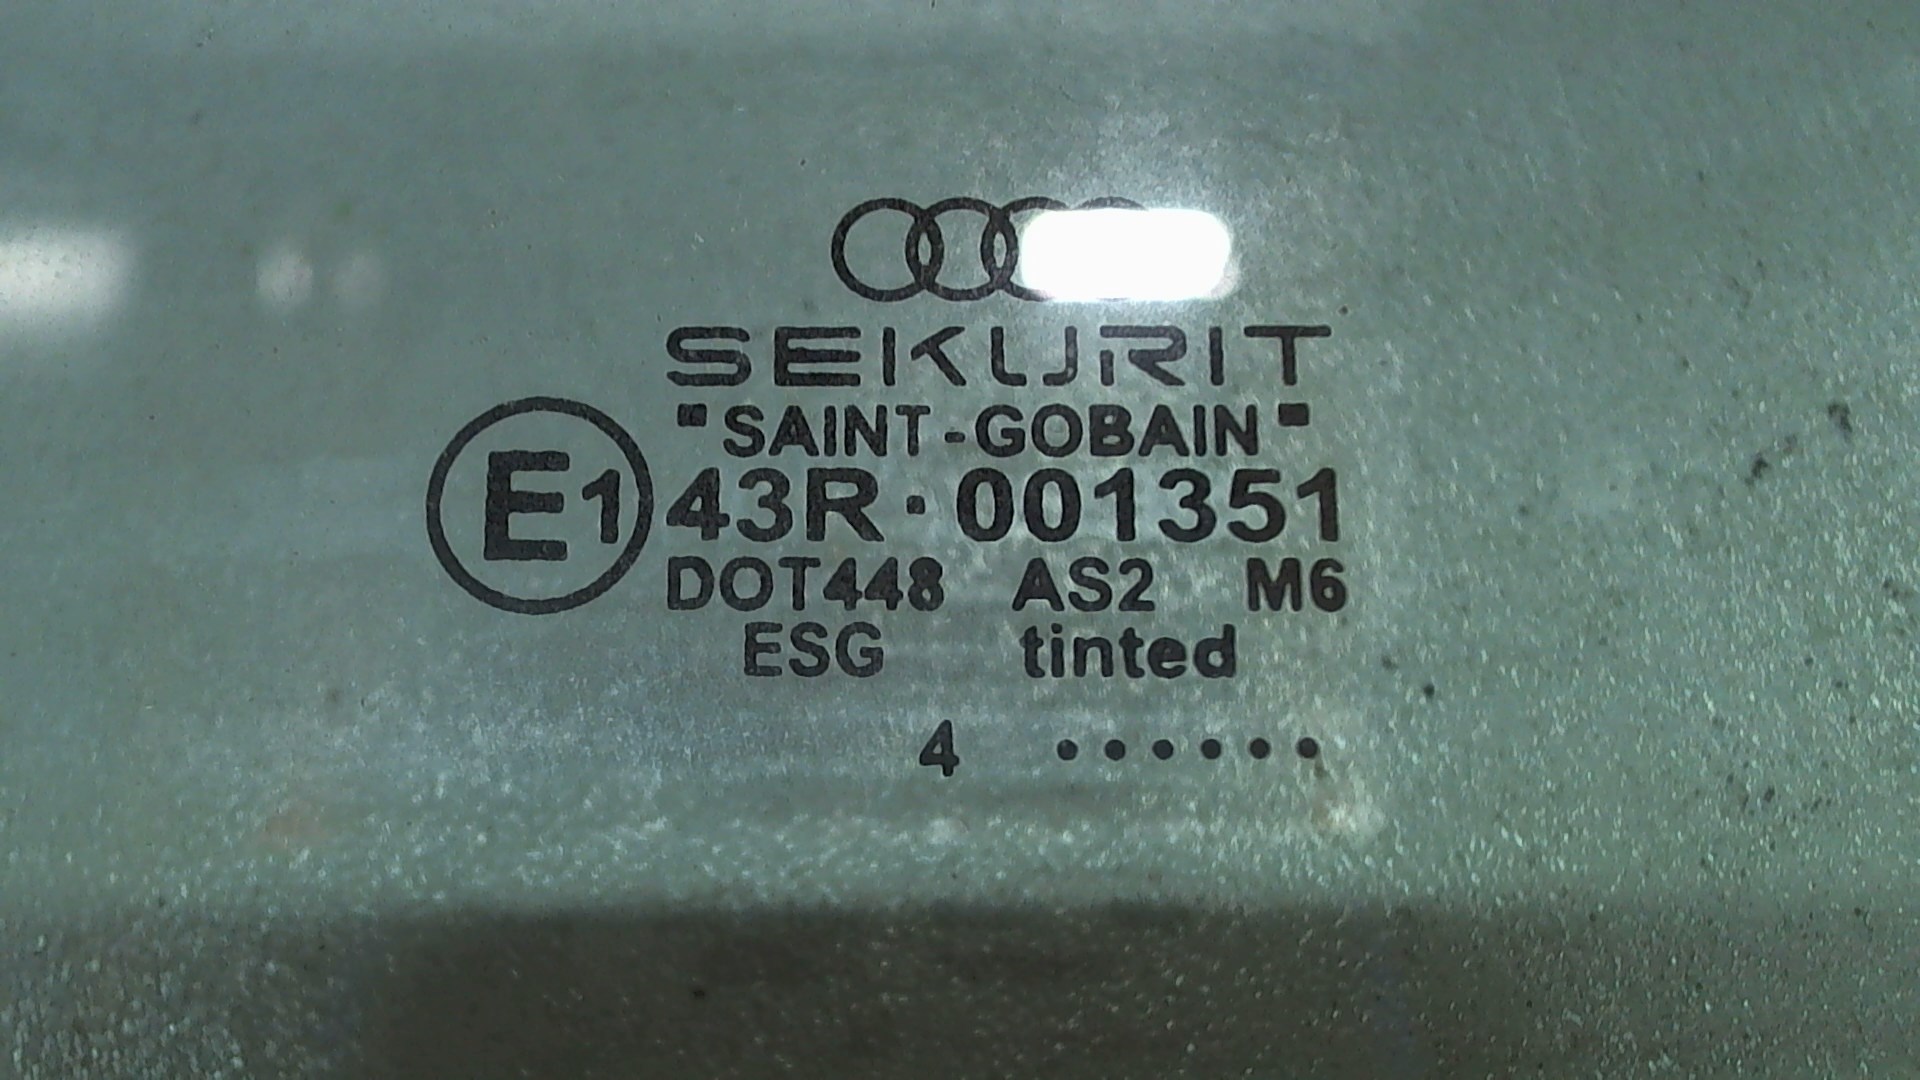 SEKURIT
"SAINT-GOBAIN"
E1 43R·001351
DOT448 AS2 M6
ESG tinted
4 ······